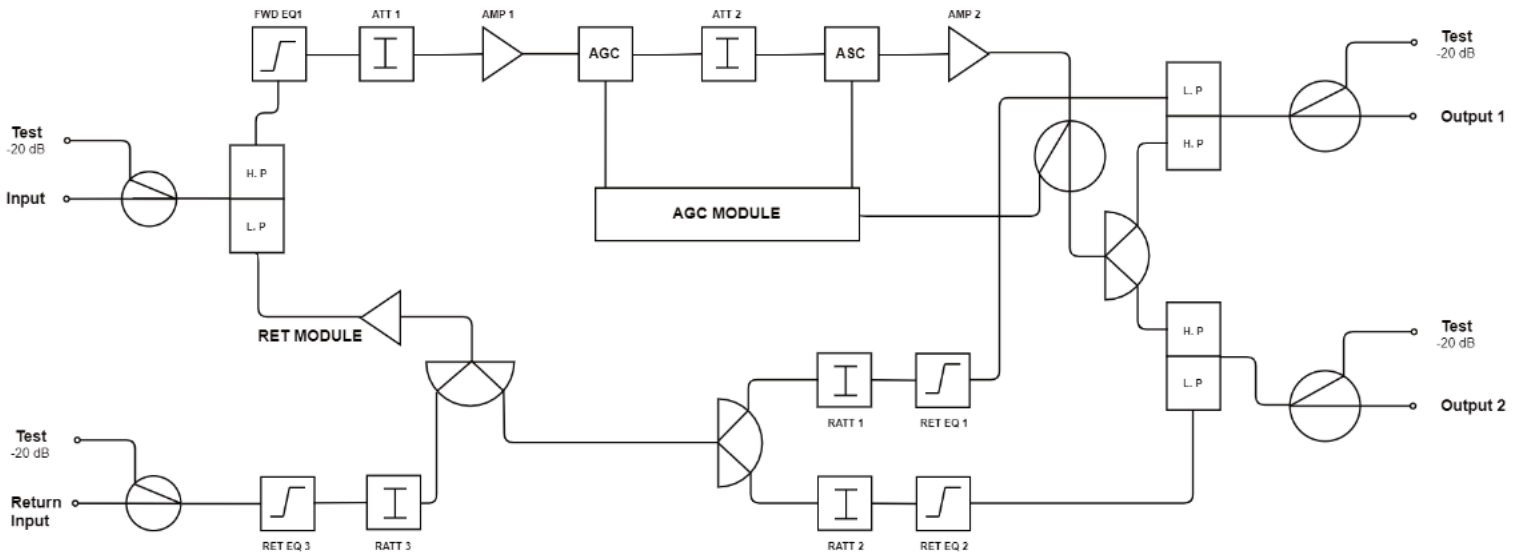 FWD EQ1
ATT 1
AMP 1
ATT 2
AMP 2
AGC
ASC
Test
-20 dB
Test
-20 dB
L. P
Output 1
H. P
H. P
Input
L. P
AGC MODULE
RET MODULE
H. P
L. P
Test
-20 dB
Output 2
RATT 1
RET EQ 1
Test
-20 dB
Return
Input
RET EQ 3
RATT 3
RATT 2
RET EQ 2